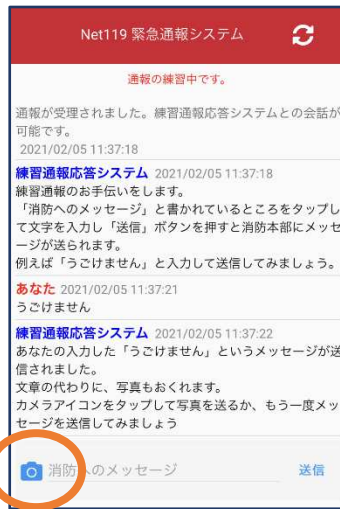 Net119 緊急通報システム
通報の練習中です。
通報が受理されました。練習通報応答システムとの会話が
可能です。
2021/02/05 11:37:18
練習通報応答システム 2021/02/05 11:37:18
練習通報のお手伝いをします。
「消防へのメッセージ」と書かれているところをタップし
て文字を入力し「送信」ボタンを押すと消防本部にメッセ
ージが送られます。
例えば「うごけません」と入力して送信してみましょう。
あなた 2021/02/05 11:37:21
うごけません
練習通報応答システム 2021/02/05 11:37:22
あなたの入力した「うごけません」というメッセージが送
信されました。
文章の代わりに、写真もおくれます。
カメラアイコンをタップして写真を送るか、もう一度メッ
セージを送信してみましょう
消防へのメッセージ 送信